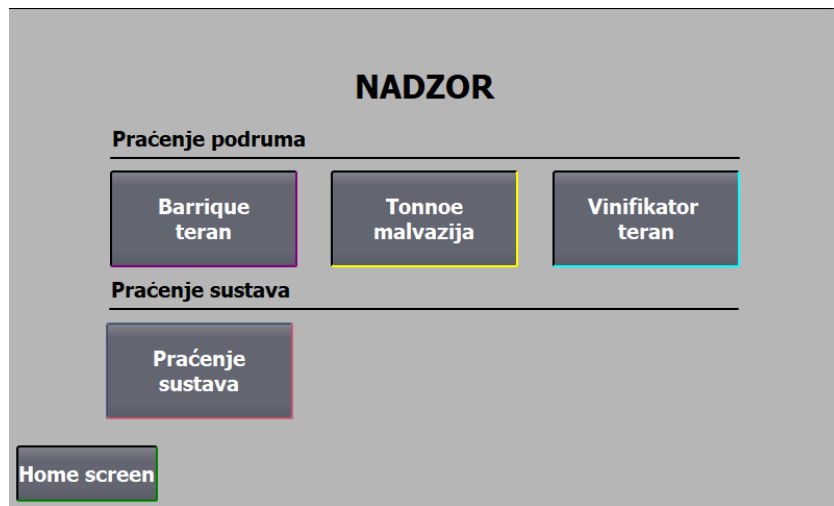 NADZOR
Praćenje podruma
Barrique
teran
Tonnoe
malvazija
Vinifikator
teran
Praćenje sustava
Praćenje
sustava
Home screen